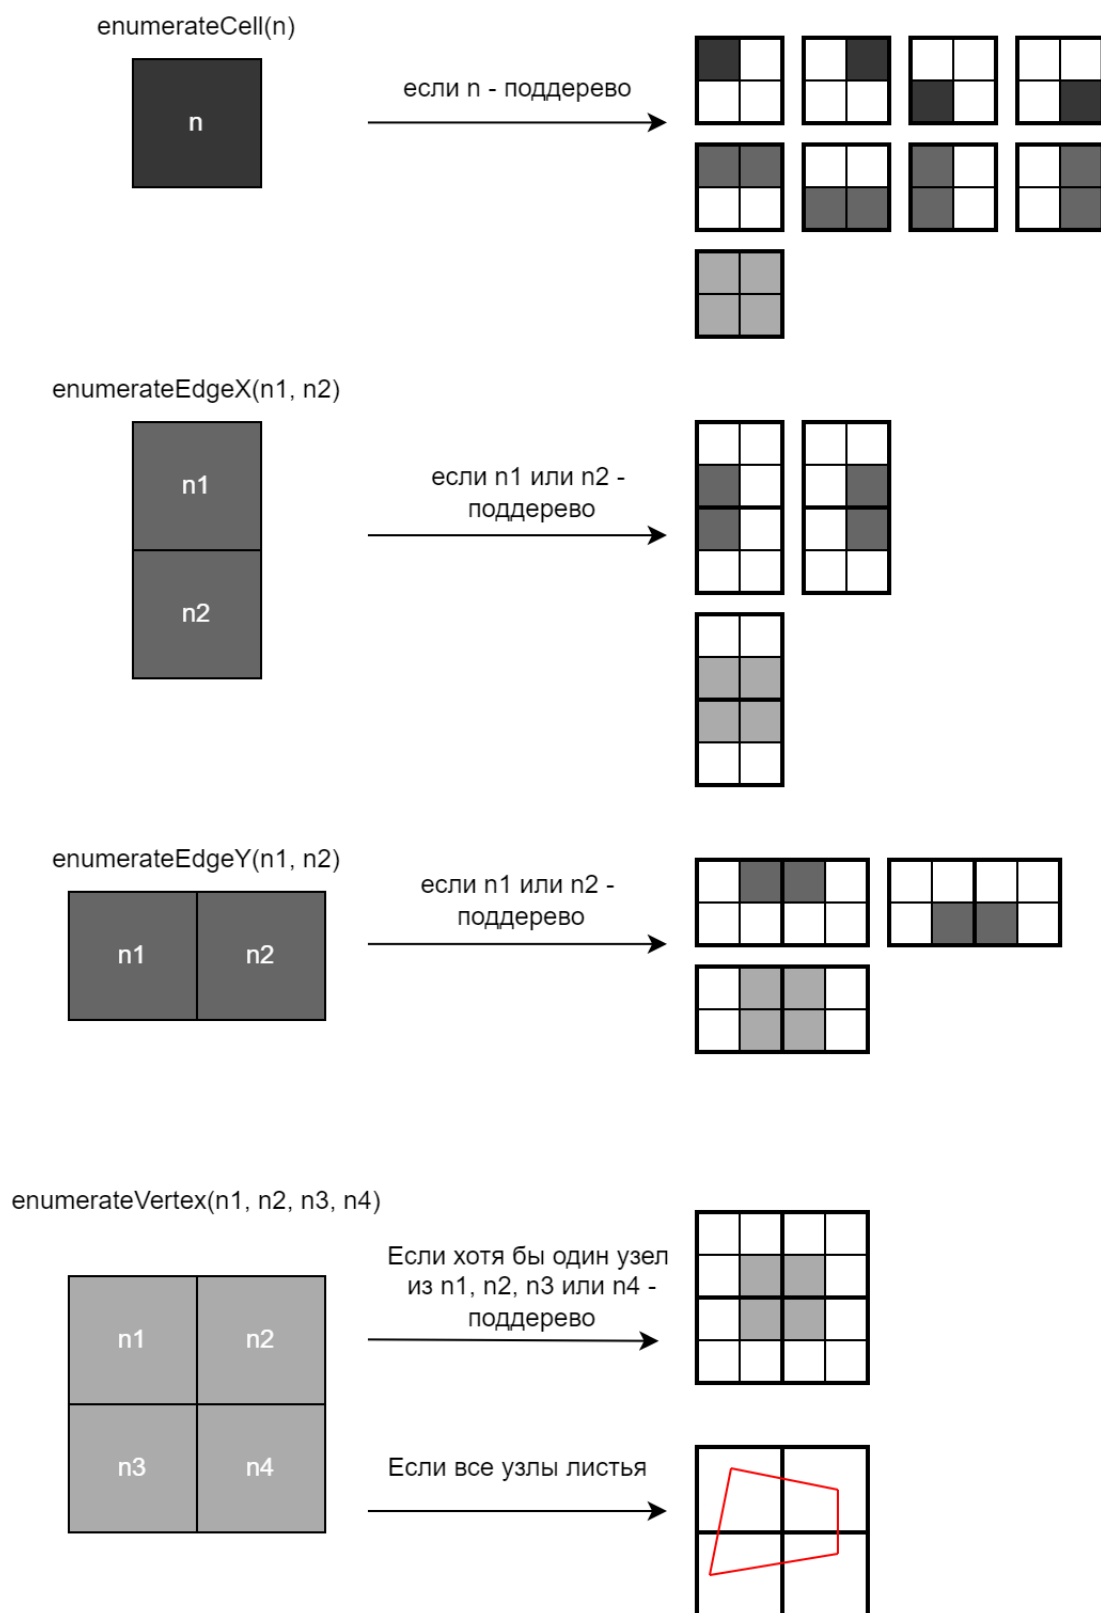 enumerateCell(n)
n
если n - поддерево
enumerateEdgeX(n1, n2)
n1
n2
если n1 или n2 -
поддерево
enumerateEdgeY(n1, n2)
n1
n2
если n1 или n2 -
поддерево
enumerateVertex(n1, n2, n3, n4)
n1
n2
n3
n4
Если хотя бы один узел
из n1, n2, n3 или n4 -
поддерево
Если все узлы листья